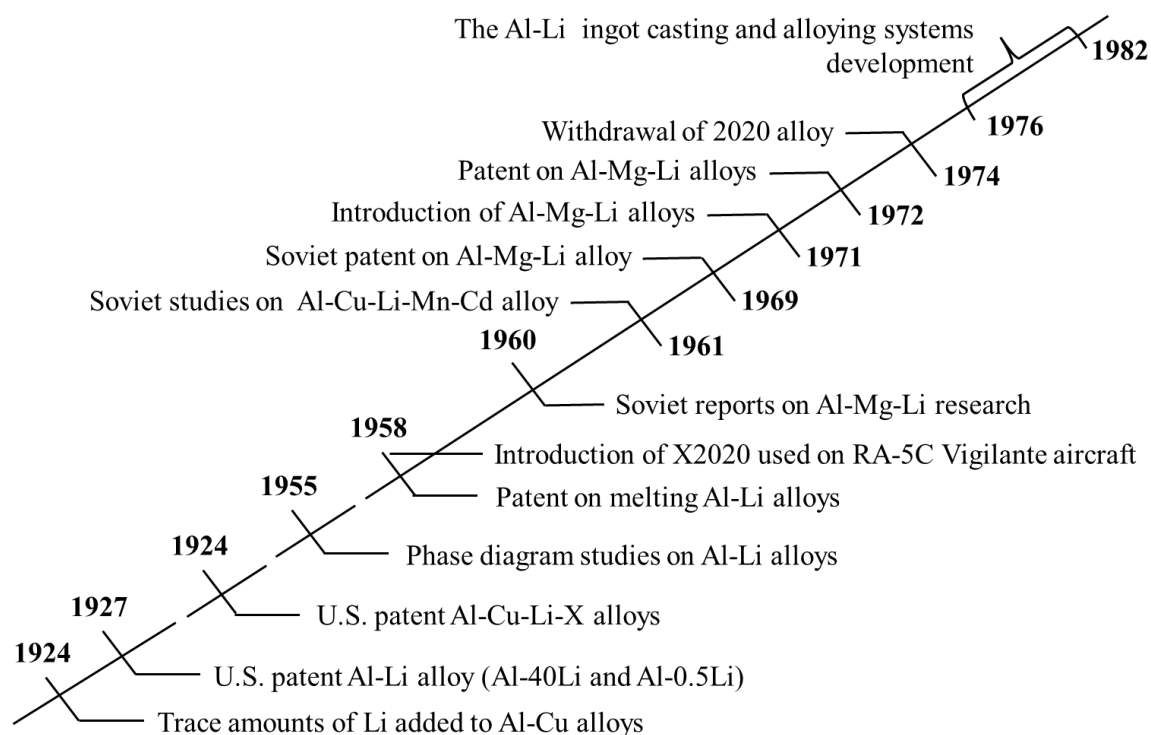 The Al-Li ingot casting and alloying systems
development
1982
1976
Withdrawal of 2020 alloy
1974
Patent on Al-Mg-Li alloys
1972
Introduction of Al-Mg-Li alloys
1971
Soviet patent on Al-Mg-Li alloy
1969
Soviet studies on Al-Cu-Li-Mn-Cd alloy
1961
1960
Soviet reports on Al-Mg-Li research
1958
Introduction of X2020 used on RA-5C Vigilante aircraft
Patent on melting Al-Li alloys
1955
Phase diagram studies on Al-Li alloys
1924
U.S. patent Al-Cu-Li-X alloys
1927
U.S. patent Al-Li alloy (Al-40Li and Al-0.5Li)
1924
Trace amounts of Li added to Al-Cu alloys